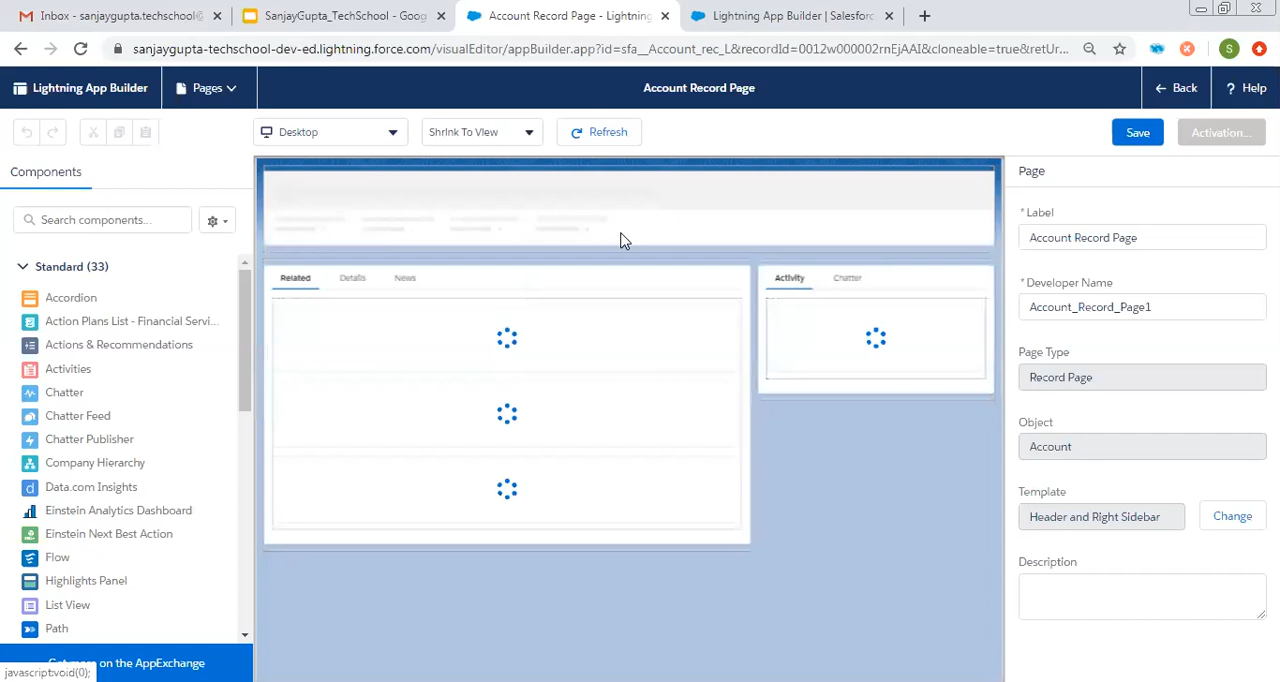 Inbox - sanjaygupta.techschool@
SanjayGupta_TechSchool - Goog
Account Record Page - Lightning
Lightning App Builder | Salesforc
sanjaygupta-techschool-dev-ed.lightning.force.com/visualEditor/appBuilder.app?id=sfa__Account_rec_L&recordId=0012w000002rnEjAAI&cloneable=true&retUr...
S
Lightning App Builder
Pages
Account Record Page
Back
? Help
Desktop
Shrink To View
Refresh
Save
Activation...
Components
Search components...
Standard (33)
Accordion
Action Plans List - Financial Servi...
Actions & Recommendations
Activities
Chatter
Chatter Feed
Chatter Publisher
Company Hierarchy
Data.com Insights
Einstein Analytics Dashboard
Einstein Next Best Action
Flow
Highlights Panel
List View
Path
Get more on the AppExchange
javascript:void(0);
Related
Details
News
Activity
Chatter
Page
* Label
Account Record Page
* Developer Name
Account_Record_Page1
Page Type
Record Page
Object
Account
Template
Header and Right Sidebar
Change
Description